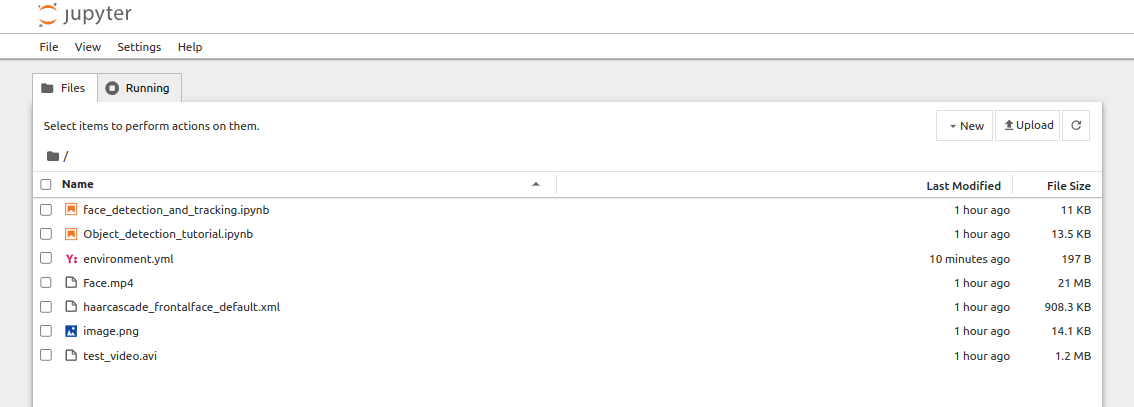 jupyter
File View Settings Help
Files Running
Select items to perform actions on them. New Upload
/
Name Last Modified File Size
face_detection_and_tracking.ipynb 1 hour ago 11 KB
Object_detection_tutorial.ipynb 1 hour ago 13.5 KB
Y: environment.yml 10 minutes ago 197 B
Face.mp4 1 hour ago 21 MB
haarcascade_frontalface_default.xml 1 hour ago 908.3 KB
image.png 1 hour ago 14.1 KB
test_video.avi 1 hour ago 1.2 MB